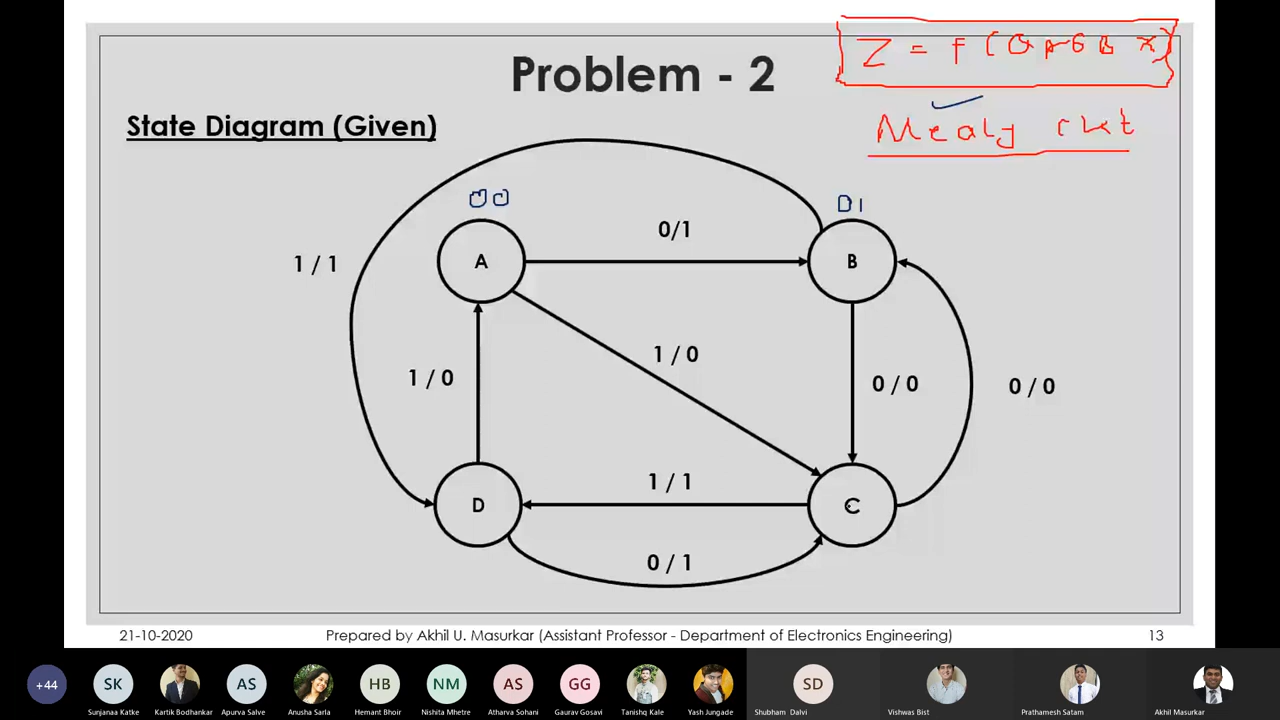 Z = f ( QA QB X )
Problem - 2
State Diagram (Given)
Mealy ckt
00
01
0/1
A
B
1 / 1
1 / 0
1 / 0
0 / 0
0 / 0
1 / 1
D
C
0 / 1
21-10-2020
Prepared by Akhil U. Masurkar (Assistant Professor - Department of Electronics Engineering)
13
+44
SK
AS
HB
NM
AS
GG
SD
Sunjanaa Katke
Kartik Bodhankar
Apurva Salve
Anusha Sarla
Hemant Bhoir
Nishita Mhetre
Atharva Sohani
Gaurav Gosavi
Tanishq Kale
Yash Jungade
Shubham Dalvi
Vishwas Bist
Prathamesh Satam
Akhil Masurkar